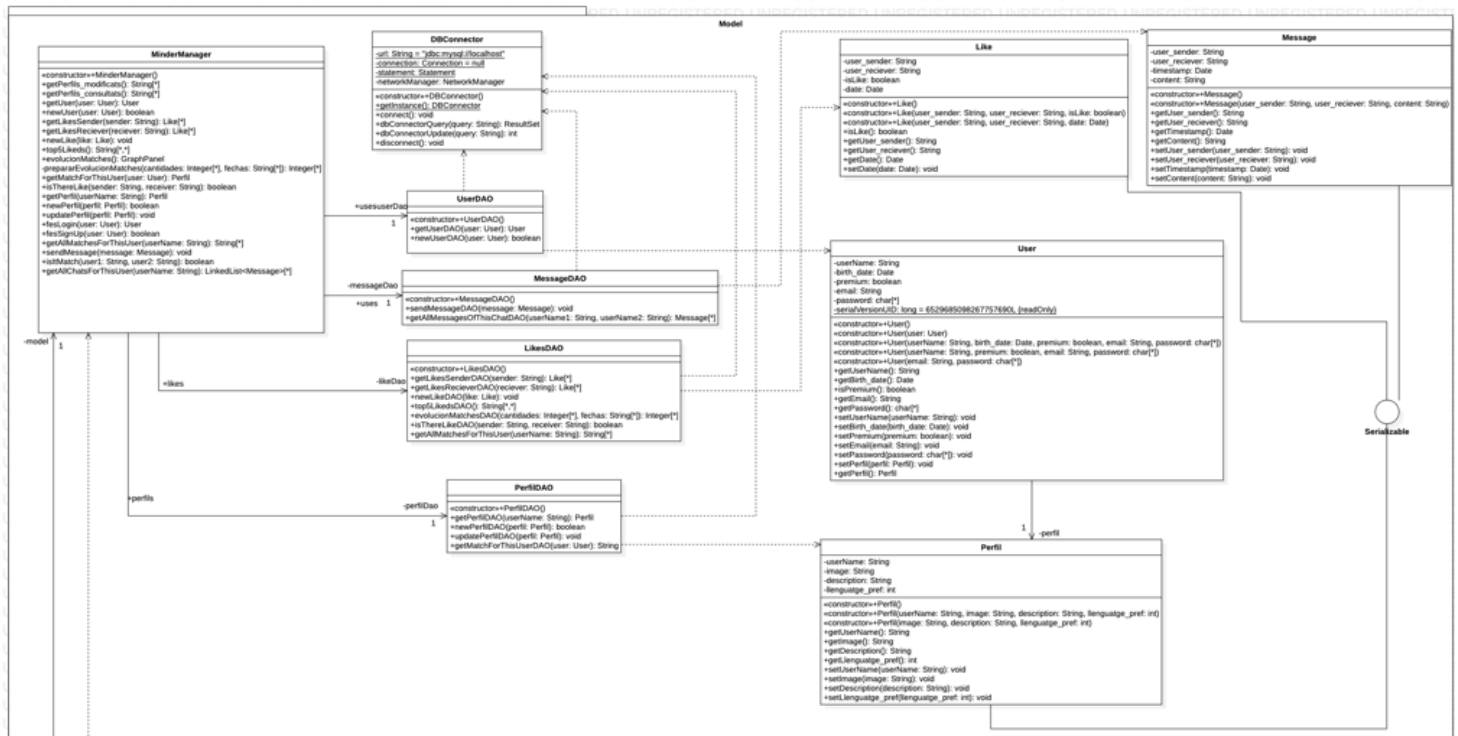 UNREGISTERED UNREGISTERED UNREGISTERED UNREGISTERED UNREGISTERED
Model
MinderManager
«constructor»+MinderManager()
+getPerfils_modificats(): String[*]
+getPerfils_consultats(): String[*]
+getUser(user: User): User
+newUser(user: User): boolean
+getLikesSender(sender: String): Like[*]
+getLikesReciever(reciever: String): Like[*]
+newLike(like: Like): void
+top5Likeds(): String[*,*]
+evolucionMatches(): GraphPanel
-prepararEvolucionMatches(cantidades: Integer[*], fechas: String[*]): Integer[*]
+getMatchForThisUser(user: User): Perfil
+isThereLike(sender: String, receiver: String): boolean
+getPerfil(userName: String): Perfil
+newPerfil(perfil: Perfil): boolean
+updatePerfil(perfil: Perfil): void
+fesLogin(user: User): User
+fesSignUp(user: User): boolean
+getAllMatchesForThisUser(userName: String): String[*]
+sendMessage(message: Message): void
+isItMatch(user1: String, user2: String): boolean
+getAllChatsForThisUser(userName: String): LinkedList<Message>[*]
DBConnector
-url: String = "jdbc:mysql://localhost"
-connection: Connection = null
-statement: Statement
-networkManager: NetworkManager
«constructor»+DBConnector()
+getInstance(): DBConnector
+connect(): void
+dbConnectorQuery(query: String): ResultSet
+dbConnectorUpdate(query: String): int
+disconnect(): void
Like
-user_sender: String
-user_reciever: String
-isLike: boolean
-date: Date
«constructor»+Like()
«constructor»+Like(user_sender: String, user_reciever: String, isLike: boolean)
«constructor»+Like(user_sender: String, user_reciever: String, date: Date)
+isLike(): boolean
+getUser_sender(): String
+getUser_reciever(): String
+getDate(): Date
+setDate(date: Date): void
Message
-user_sender: String
-user_reciever: String
-timestamp: Date
-content: String
«constructor»+Message()
«constructor»+Message(user_sender: String, user_reciever: String, content: String)
+getUser_sender(): String
+getUser_reciever(): String
+getTimestamp(): Date
+getContent(): String
+setUser_sender(user_sender: String): void
+setUser_reciever(user_reciever: String): void
+setTimestamp(timestamp: Date): void
+setContent(content: String): void
+usesuserDao
1
UserDAO
«constructor»+UserDAO()
+getUserDAO(user: User): User
+newUserDAO(user: User): boolean
-messageDao
+uses 1
MessageDAO
«constructor»+MessageDAO()
+sendMessageDAO(message: Message): void
+getAllMessagesOfThisChatDAO(userName1: String, userName2: String): Message[*]
User
-userName: String
-birth_date: Date
-premium: boolean
-email: String
-password: char[*]
-serialVersionUID: long = 6529685098267757690L {readOnly}
«constructor»+User()
«constructor»+User(user: User)
«constructor»+User(userName: String, birth_date: Date, premium: boolean, email: String, password: char[*])
«constructor»+User(userName: String, premium: boolean, email: String, password: char[*])
«constructor»+User(email: String, password: char[*])
+getUserName(): String
+getBirth_date(): Date
+isPremium(): boolean
+getEmail(): String
+getPassword(): char[*]
+setUserName(userName: String): void
+setBirth_date(birth_date: Date): void
+setPremium(premium: boolean): void
+setEmail(email: String): void
+setPassword(password: char[*]): void
+setPerfil(perfil: Perfil): void
+getPerfil(): Perfil
-model
1
+likes
-likeDao
1
LikesDAO
«constructor»+LikesDAO()
+getLikesSenderDAO(sender: String): Like[*]
+getLikesRecieverDAO(reciever: String): Like[*]
+newLikeDAO(like: Like): void
+top5LikedsDAO(): String[*,*]
+evolucionMatchesDAO(cantidades: Integer[*], fechas: String[*]): Integer[*]
+isThereLikeDAO(sender: String, receiver: String): boolean
+getAllMatchesForThisUser(userName: String): String[*]
Serializable
+perfils
-perfilDao
1
PerfilDAO
«constructor»+PerfilDAO()
+getPerfilDAO(userName: String): Perfil
+newPerfilDAO(perfil: Perfil): boolean
+updatePerfilDAO(perfil: Perfil): void
+getMatchForThisUserDAO(user: User): String
1
-perfil
Perfil
-userName: String
-image: String
-description: String
-llenguatge_pref: int
«constructor»+Perfil()
«constructor»+Perfil(userName: String, image: String, description: String, llenguatge_pref: int)
«constructor»+Perfil(image: String, description: String, llenguatge_pref: int)
+getUserName(): String
+getImage(): String
+getDescription(): String
+getLlenguatge_pref(): int
+setUserName(userName: String): void
+setImage(image: String): void
+setDescription(description: String): void
+setLlenguatge_pref(llenguatge_pref: int): void